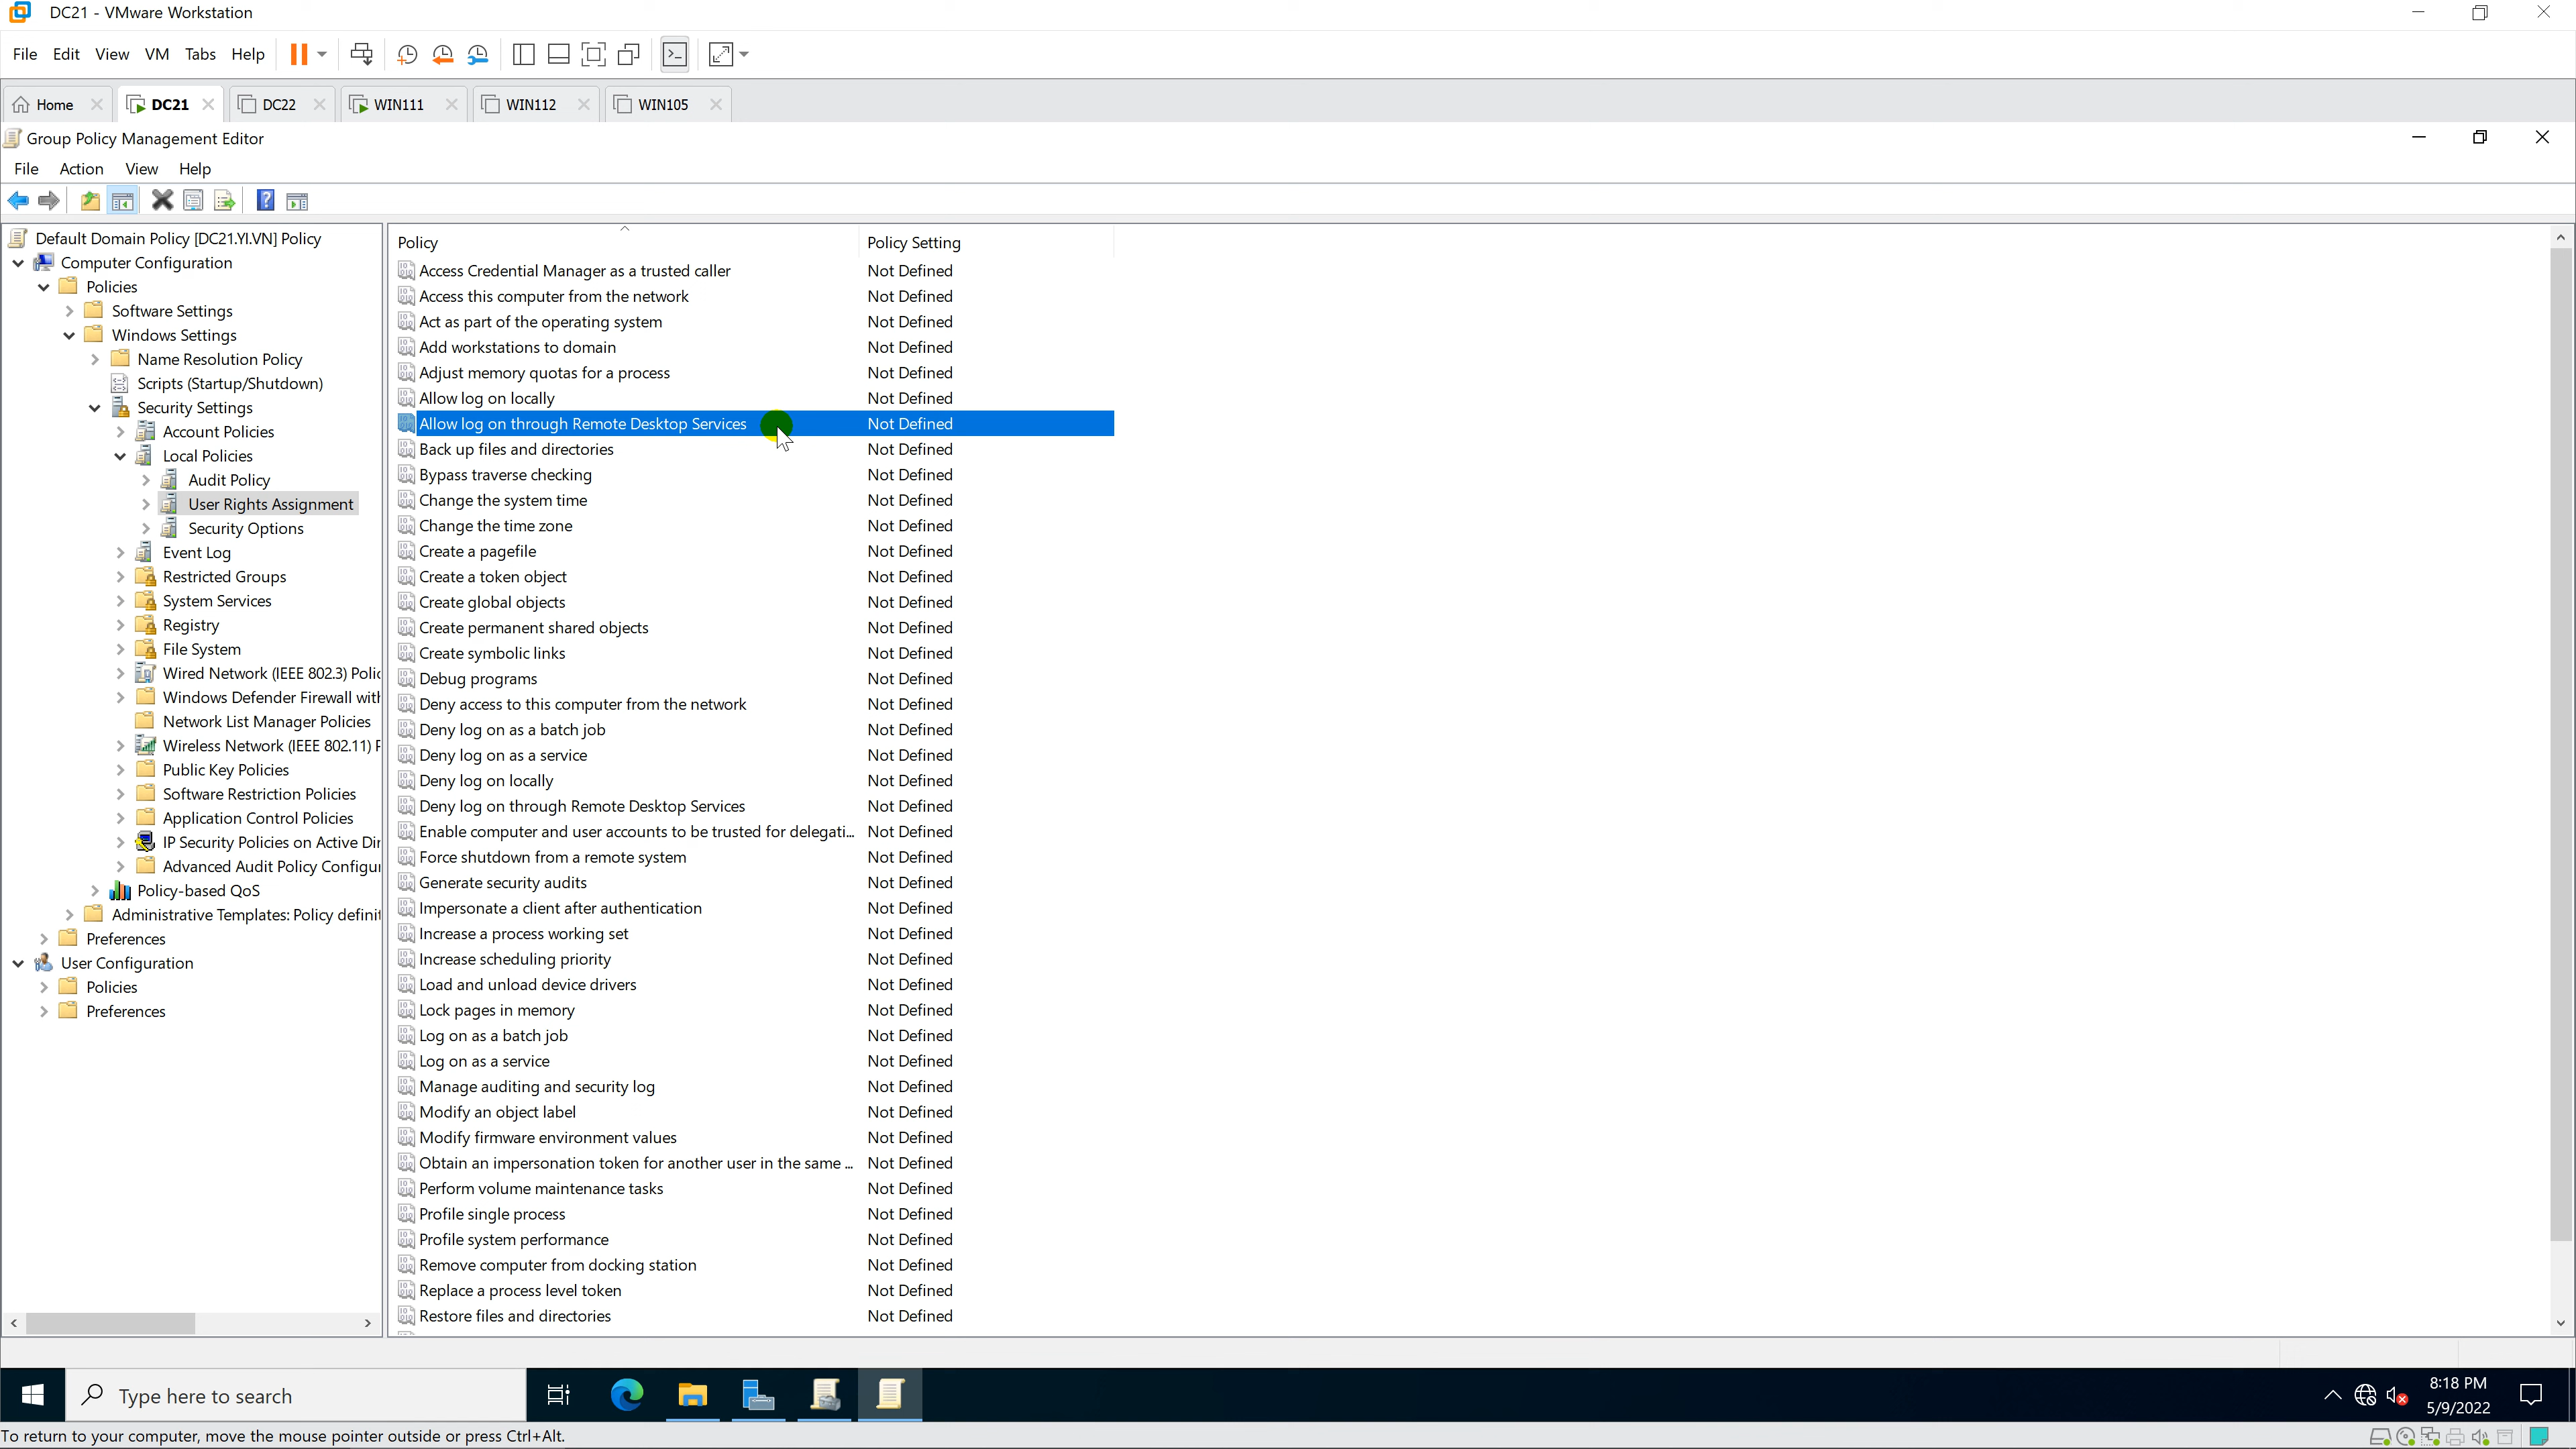 DC21 - VMware Workstation
File Edit View VM Tabs Help
Home DC21 DC22 WIN111 WIN112 WIN105
Group Policy Management Editor
File Action View Help
Default Domain Policy [DC21.YI.VN] Policy
Computer Configuration
Policies
Software Settings
Windows Settings
Name Resolution Policy
Scripts (Startup/Shutdown)
Security Settings
Account Policies
Local Policies
Audit Policy
User Rights Assignment
Security Options
Event Log
Restricted Groups
System Services
Registry
File System
Wired Network (IEEE 802.3) Polic
Windows Defender Firewall with
Network List Manager Policies
Wireless Network (IEEE 802.11) P
Public Key Policies
Software Restriction Policies
Application Control Policies
IP Security Policies on Active Dir
Advanced Audit Policy Configur
Policy-based QoS
Administrative Templates: Policy definit
Preferences
User Configuration
Policies
Preferences
Policy Policy Setting
Access Credential Manager as a trusted caller Not Defined
Access this computer from the network Not Defined
Act as part of the operating system Not Defined
Add workstations to domain Not Defined
Adjust memory quotas for a process Not Defined
Allow log on locally Not Defined
Allow log on through Remote Desktop Services Not Defined
Back up files and directories Not Defined
Bypass traverse checking Not Defined
Change the system time Not Defined
Change the time zone Not Defined
Create a pagefile Not Defined
Create a token object Not Defined
Create global objects Not Defined
Create permanent shared objects Not Defined
Create symbolic links Not Defined
Debug programs Not Defined
Deny access to this computer from the network Not Defined
Deny log on as a batch job Not Defined
Deny log on as a service Not Defined
Deny log on locally Not Defined
Deny log on through Remote Desktop Services Not Defined
Enable computer and user accounts to be trusted for delegati... Not Defined
Force shutdown from a remote system Not Defined
Generate security audits Not Defined
Impersonate a client after authentication Not Defined
Increase a process working set Not Defined
Increase scheduling priority Not Defined
Load and unload device drivers Not Defined
Lock pages in memory Not Defined
Log on as a batch job Not Defined
Log on as a service Not Defined
Manage auditing and security log Not Defined
Modify an object label Not Defined
Modify firmware environment values Not Defined
Obtain an impersonation token for another user in the same ... Not Defined
Perform volume maintenance tasks Not Defined
Profile single process Not Defined
Profile system performance Not Defined
Remove computer from docking station Not Defined
Replace a process level token Not Defined
Restore files and directories Not Defined
Type here to search
8:18 PM
5/9/2022
To return to your computer, move the mouse pointer outside or press Ctrl+Alt.